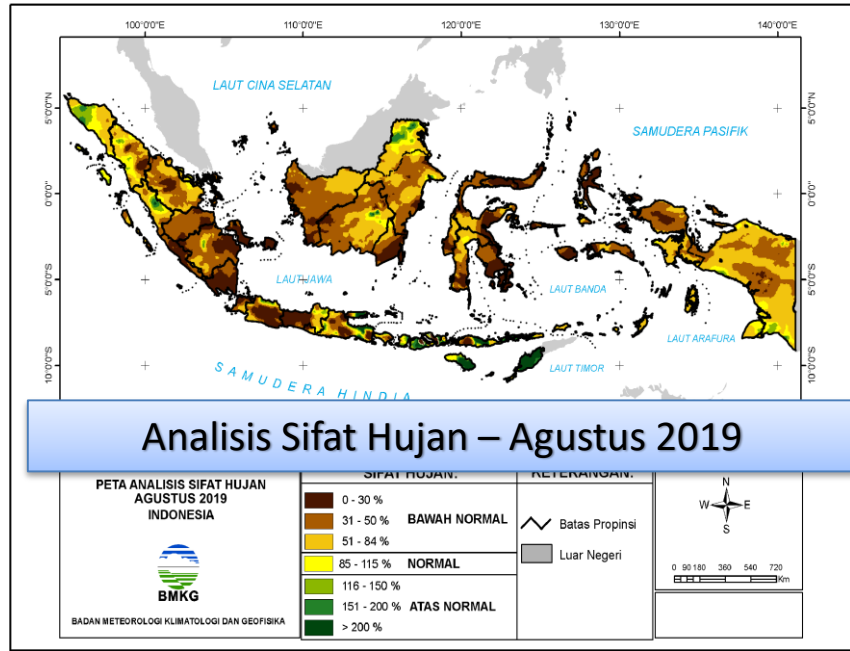 100°0'0"E 110°0'0"E 120°0'0"E 130°0'0"E 140°0'0"E
LAUT CINA SELATAN
SAMUDERA PASIFIK
5°0'0"N 5°0'0"N
0°0'0" 0°0'0"
5°0'0"S 5°0'0"S
LAUT JAWA
LAUT BANDA
LAUT ARAFURA
LAUT TIMOR
10°0'0"S 10°0'0"S
SAMUDERA HINDIA
Analisis Sifat Hujan – Agustus 2019
PETA ANALISIS SIFAT HUJAN
AGUSTUS 2019
INDONESIA
BMKG
BADAN METEOROLOGI KLIMATOLOGI DAN GEOFISIKA
SIFAT HUJAN:
0 - 30 %
31 - 50 % BAWAH NORMAL
51 - 84 %
85 - 115 % NORMAL
116 - 150 %
151 - 200 % ATAS NORMAL
> 200 %
KETERANGAN:
Batas Propinsi
Luar Negeri
N
W E
S
0 90 180 360 540 720
Km